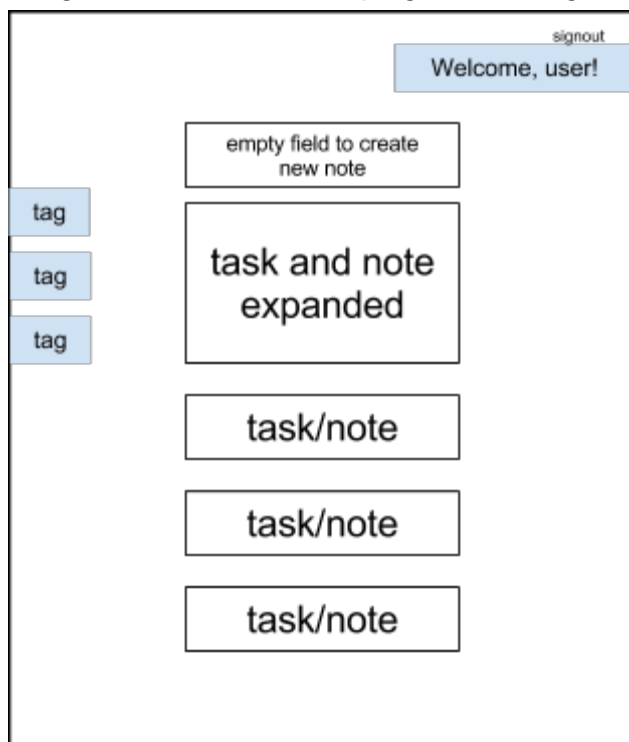 signout
Welcome, user!
empty field to create
new note
tag
task and note
expanded
tag
tag
task/note
task/note
task/note